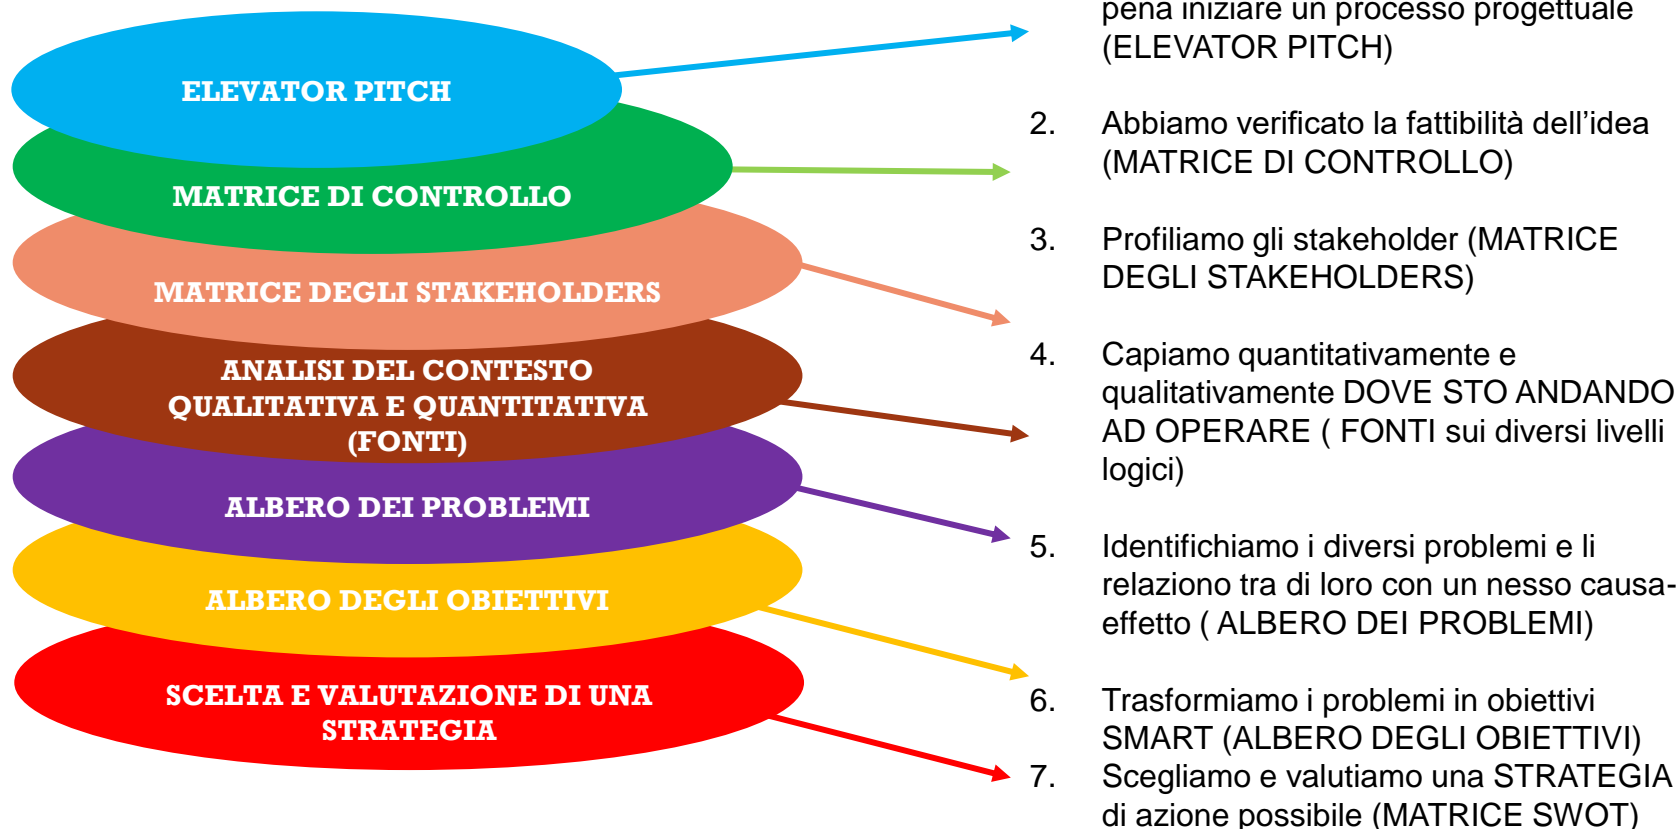 ELEVATOR PITCH
MATRICE DI CONTROLLO
MATRICE DEGLI STAKEHOLDERS
ANALISI DEL CONTESTO
QUALITATIVA E QUANTITATIVA
(FONTI)
ALBERO DEI PROBLEMI
ALBERO DEGLI OBIETTIVI
SCELTA E VALUTAZIONE DI UNA
STRATEGIA
pena iniziare un processo progettuale
(ELEVATOR PITCH)
2. Abbiamo verificato la fattibilità dell’idea
(MATRICE DI CONTROLLO)
3. Profiliamo gli stakeholder (MATRICE
DEGLI STAKEHOLDERS)
4. Capiamo quantitativamente e
qualitativamente DOVE STO ANDANDO
AD OPERARE ( FONTI sui diversi livelli
logici)
5. Identifichiamo i diversi problemi e li
relaziono tra di loro con un nesso causa-
effetto ( ALBERO DEI PROBLEMI)
6. Trasformiamo i problemi in obiettivi
SMART (ALBERO DEGLI OBIETTIVI)
7. Scegliamo e valutiamo una STRATEGIA
di azione possibile (MATRICE SWOT)